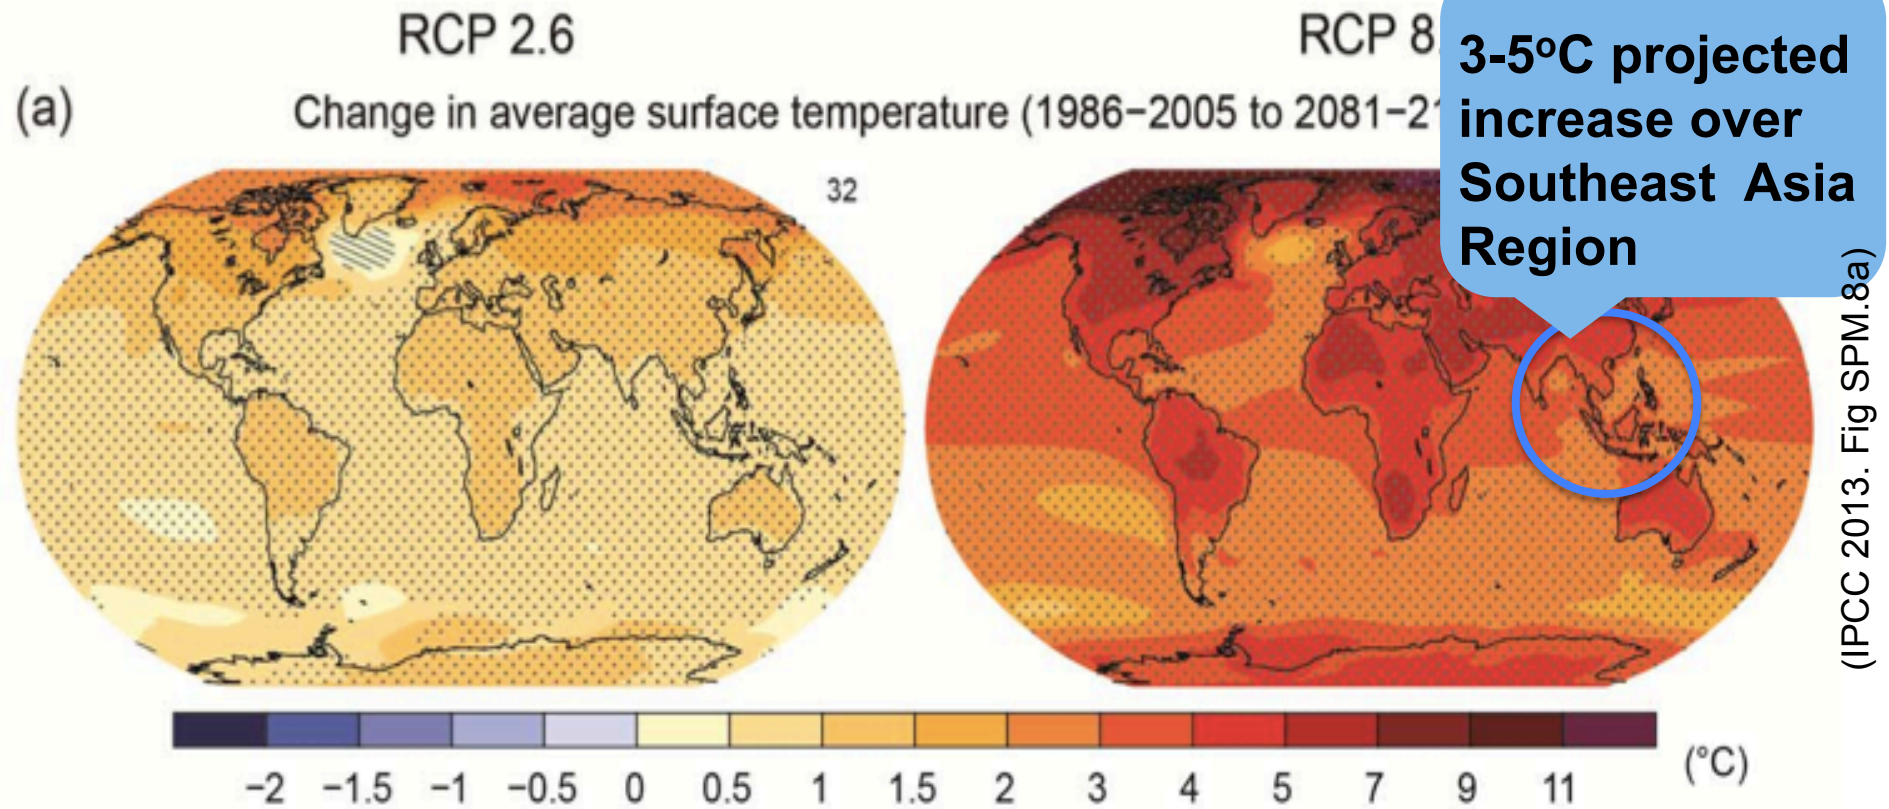 RCP 2.6
RCP 8.
3-5ºC projected
increase over
Southeast Asia
Region
(a)
Change in average surface temperature (1986−2005 to 2081−21
32
(IPCC 2013. Fig SPM.8a)
−2 −1.5 −1 −0.5 0 0.5 1 1.5 2 3 4 5 7 9 11
(°C)